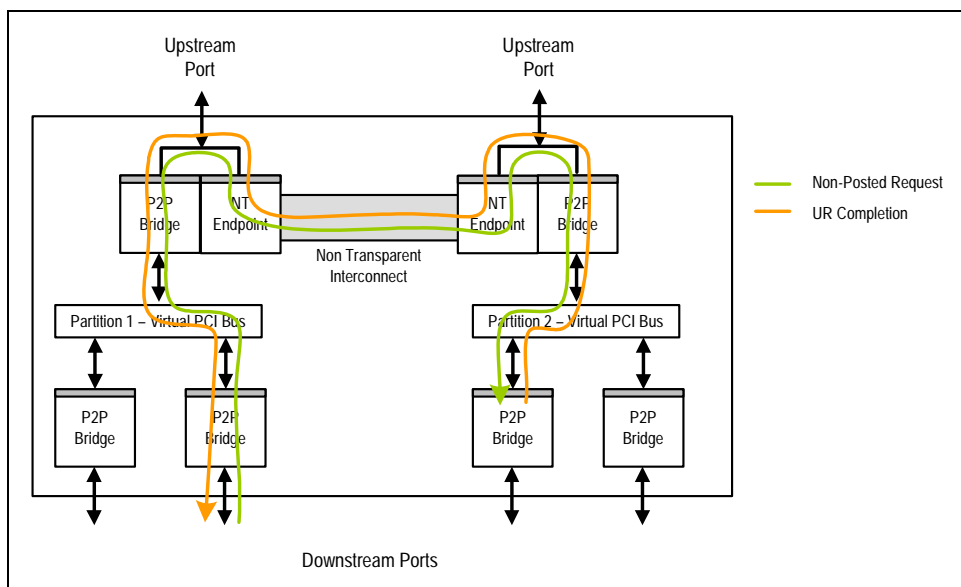 Upstream
Port
Upstream
Port
P2P
Bridge
NT
Endpoint
Non Transparent
Interconnect
NT
Endpoint
P2P
Bridge
Non-Posted Request
UR Completion
Partition 1 – Virtual PCI Bus
Partition 2 – Virtual PCI Bus
P2P
Bridge
P2P
Bridge
P2P
Bridge
P2P
Bridge
Downstream Ports